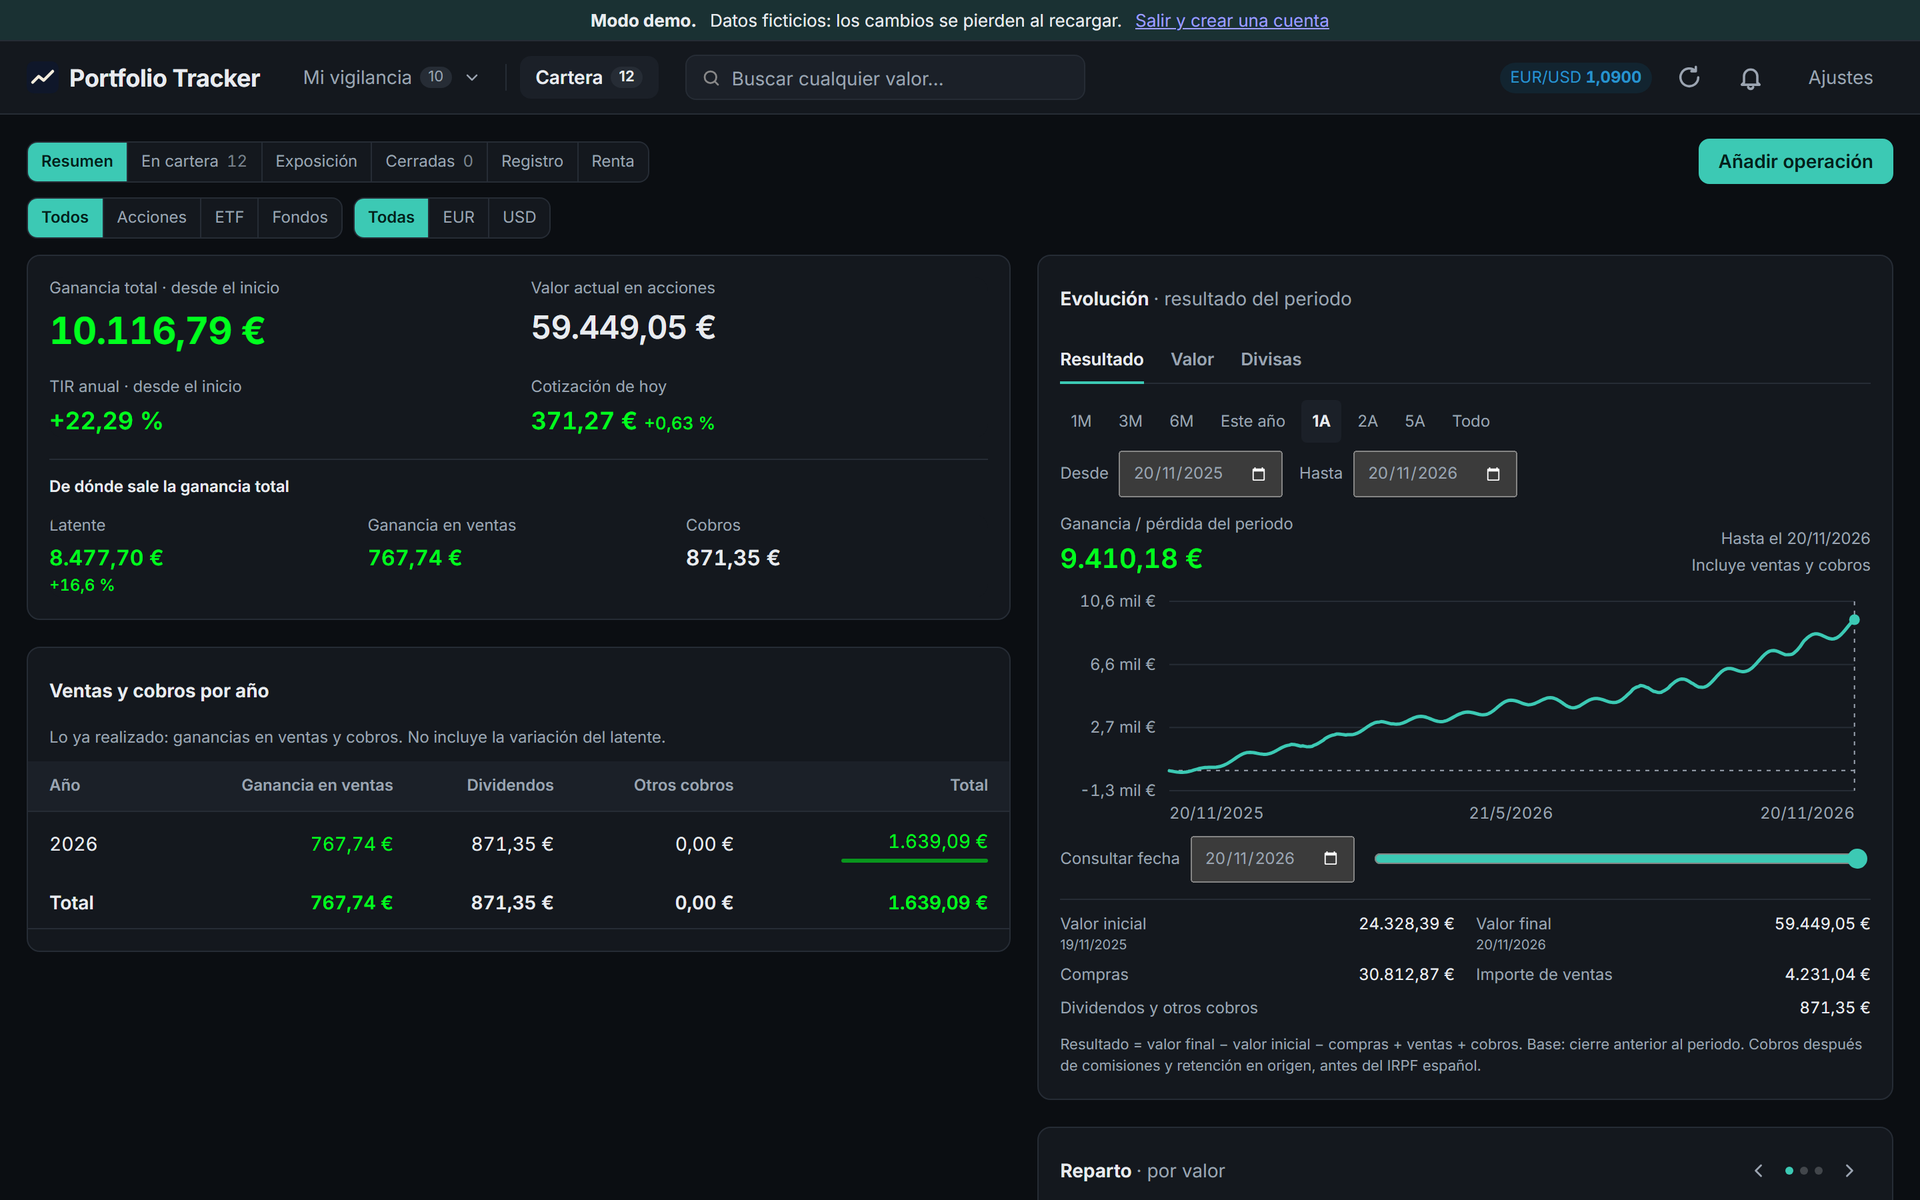 Modo demo. Datos ficticios: los cambios se pierden al recargar. Salir y crear una cuenta
Portfolio Tracker
Mi vigilancia 10
Cartera 12
Buscar cualquier valor...
EUR/USD 1,0900
Ajustes
Resumen
En cartera 12
Exposición
Cerradas 0
Registro
Renta
Añadir operación
Todos
Acciones
ETF
Fondos
Todas
EUR
USD
Ganancia total · desde el inicio
10.116,79 €
Valor actual en acciones
59.449,05 €
TIR anual · desde el inicio
+22,29 %
Cotización de hoy
371,27 € +0,63 %
De dónde sale la ganancia total
Latente
8.477,70 €
+16,6 %
Ganancia en ventas
767,74 €
Cobros
871,35 €
Ventas y cobros por año
Lo ya realizado: ganancias en ventas y cobros. No incluye la variación del latente.
Año Ganancia en ventas Dividendos Otros cobros Total
2026 767,74 € 871,35 € 0,00 € 1.639,09 €
Total 767,74 € 871,35 € 0,00 € 1.639,09 €
Evolución · resultado del periodo
Resultado Valor Divisas
1M 3M 6M Este año 1A 2A 5A Todo
Desde 20/11/2025 Hasta 20/11/2026
Ganancia / pérdida del periodo
9.410,18 €
Hasta el 20/11/2026
Incluye ventas y cobros
10,6 mil €
6,6 mil €
2,7 mil €
-1,3 mil €
20/11/2025 21/5/2026 20/11/2026
Consultar fecha 20/11/2026
Valor inicial 24.328,39 €
19/11/2025
Valor final 59.449,05 €
20/11/2026
Compras 30.812,87 €
Importe de ventas 4.231,04 €
Dividendos y otros cobros 871,35 €
Resultado = valor final − valor inicial − compras + ventas + cobros. Base: cierre anterior al periodo. Cobros después
de comisiones y retención en origen, antes del IRPF español.
Reparto · por valor